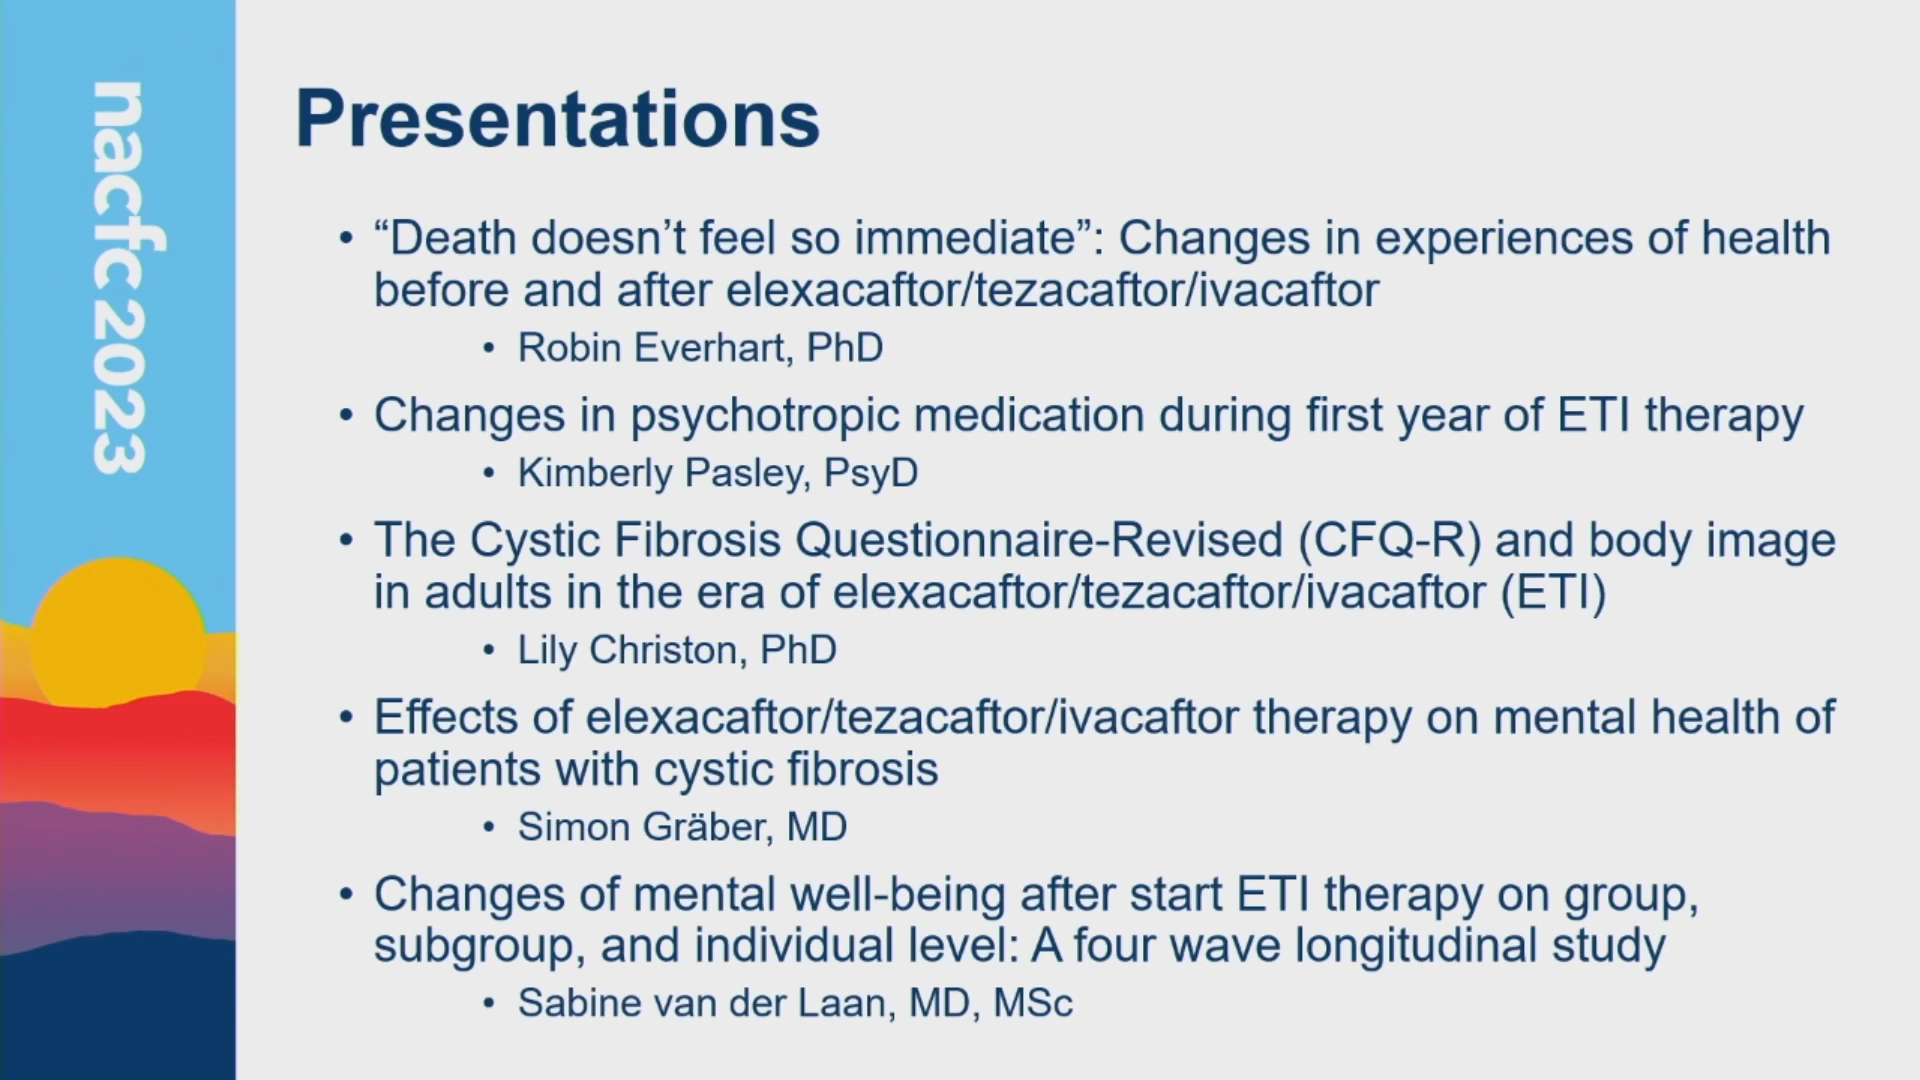 nacfc 2023
Presentations
• “Death doesn’t feel so immediate”: Changes in experiences of health
before and after elexacaftor/tezacaftor/ivacaftor
• Robin Everhart, PhD
• Changes in psychotropic medication during first year of ETI therapy
• Kimberly Pasley, PsyD
• The Cystic Fibrosis Questionnaire-Revised (CFQ-R) and body image
in adults in the era of elexacaftor/tezacaftor/ivacaftor (ETI)
• Lily Christon, PhD
• Effects of elexacaftor/tezacaftor/ivacaftor therapy on mental health of
patients with cystic fibrosis
• Simon Gräber, MD
• Changes of mental well-being after start ETI therapy on group,
subgroup, and individual level: A four wave longitudinal study
• Sabine van der Laan, MD, MSc